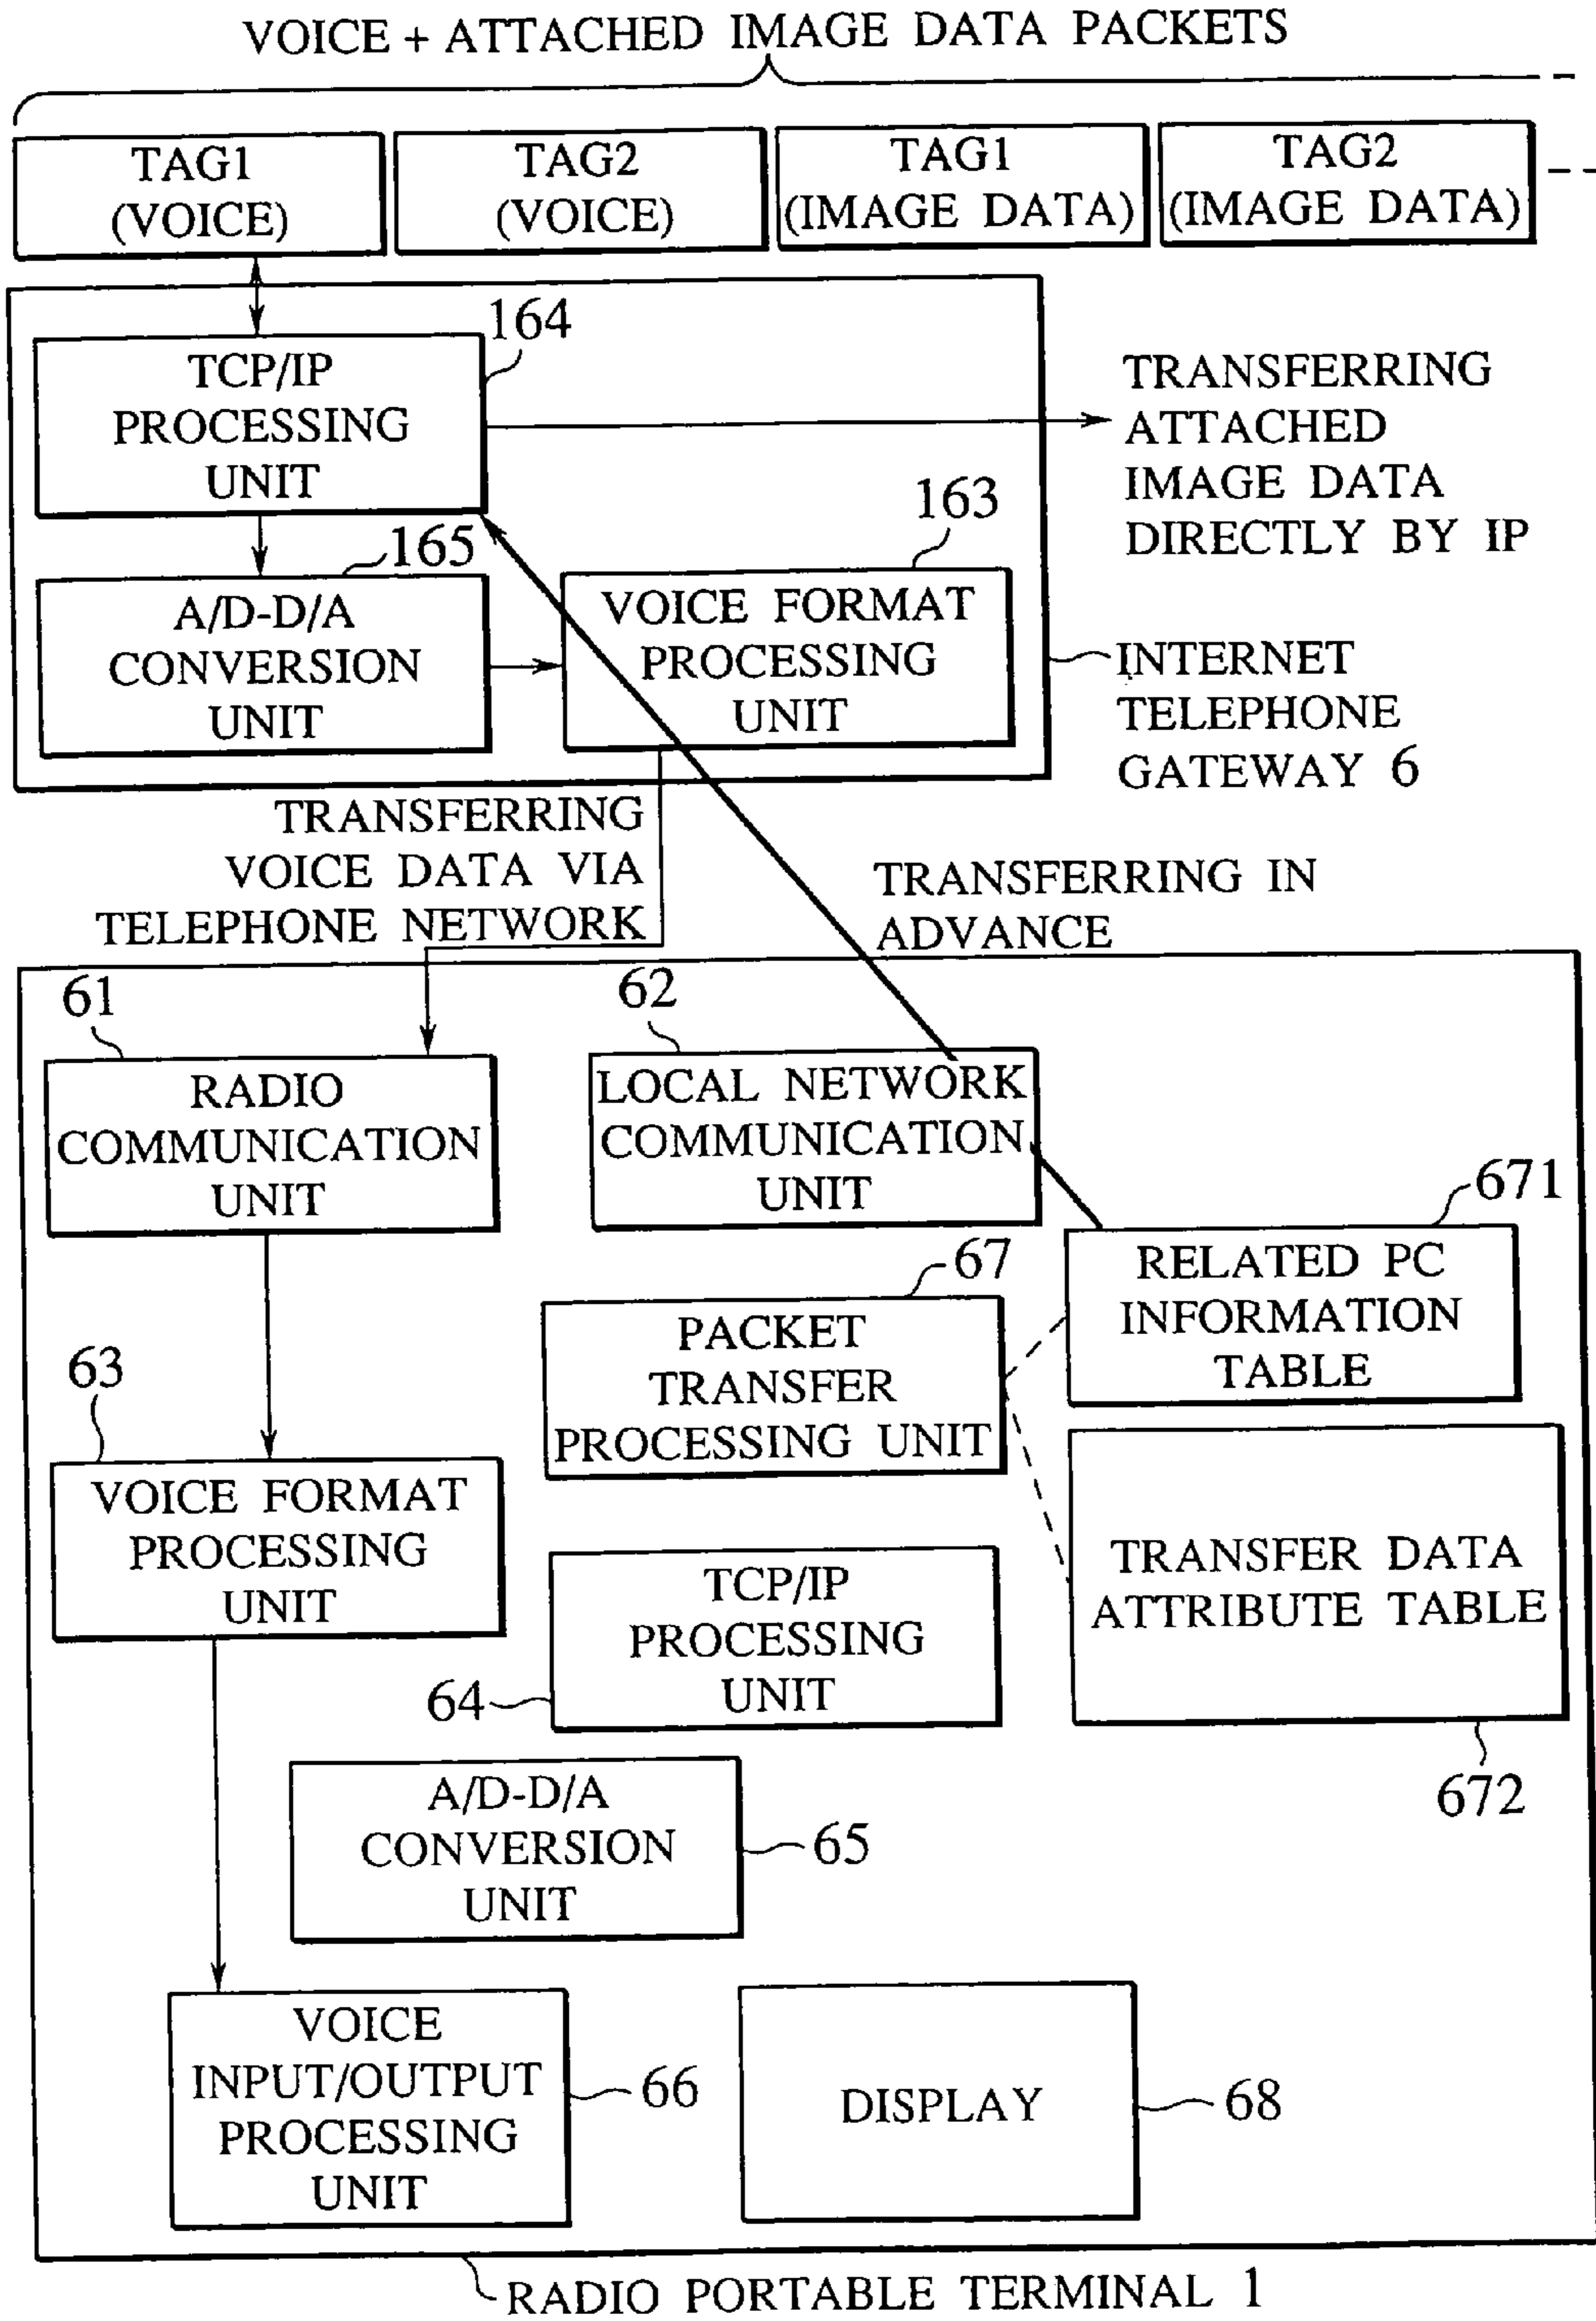 VOICE + ATTACHED IMAGE DATA PACKETS
TAG1
(VOICE)
TAG2
(VOICE)
TAG1
(IMAGE DATA)
TAG2
(IMAGE DATA)
164
TCP/IP
PROCESSING
UNIT
TRANSFERRING
ATTACHED
IMAGE DATA
DIRECTLY BY IP
165
163
A/D-D/A
CONVERSION
UNIT
VOICE FORMAT
PROCESSING
UNIT
INTERNET
TELEPHONE
GATEWAY 6
TRANSFERRING
VOICE DATA VIA
TELEPHONE NETWORK
TRANSFERRING IN
ADVANCE
61
62
RADIO
COMMUNICATION
UNIT
LOCAL NETWORK
COMMUNICATION
UNIT
671
RELATED PC
INFORMATION
TABLE
67
PACKET
TRANSFER
PROCESSING UNIT
63
VOICE FORMAT
PROCESSING
UNIT
TRANSFER DATA
ATTRIBUTE TABLE
672
TCP/IP
PROCESSING
UNIT
64
A/D-D/A
CONVERSION
UNIT
65
VOICE
INPUT/OUTPUT
PROCESSING
UNIT
66
DISPLAY
68
RADIO PORTABLE TERMINAL 1